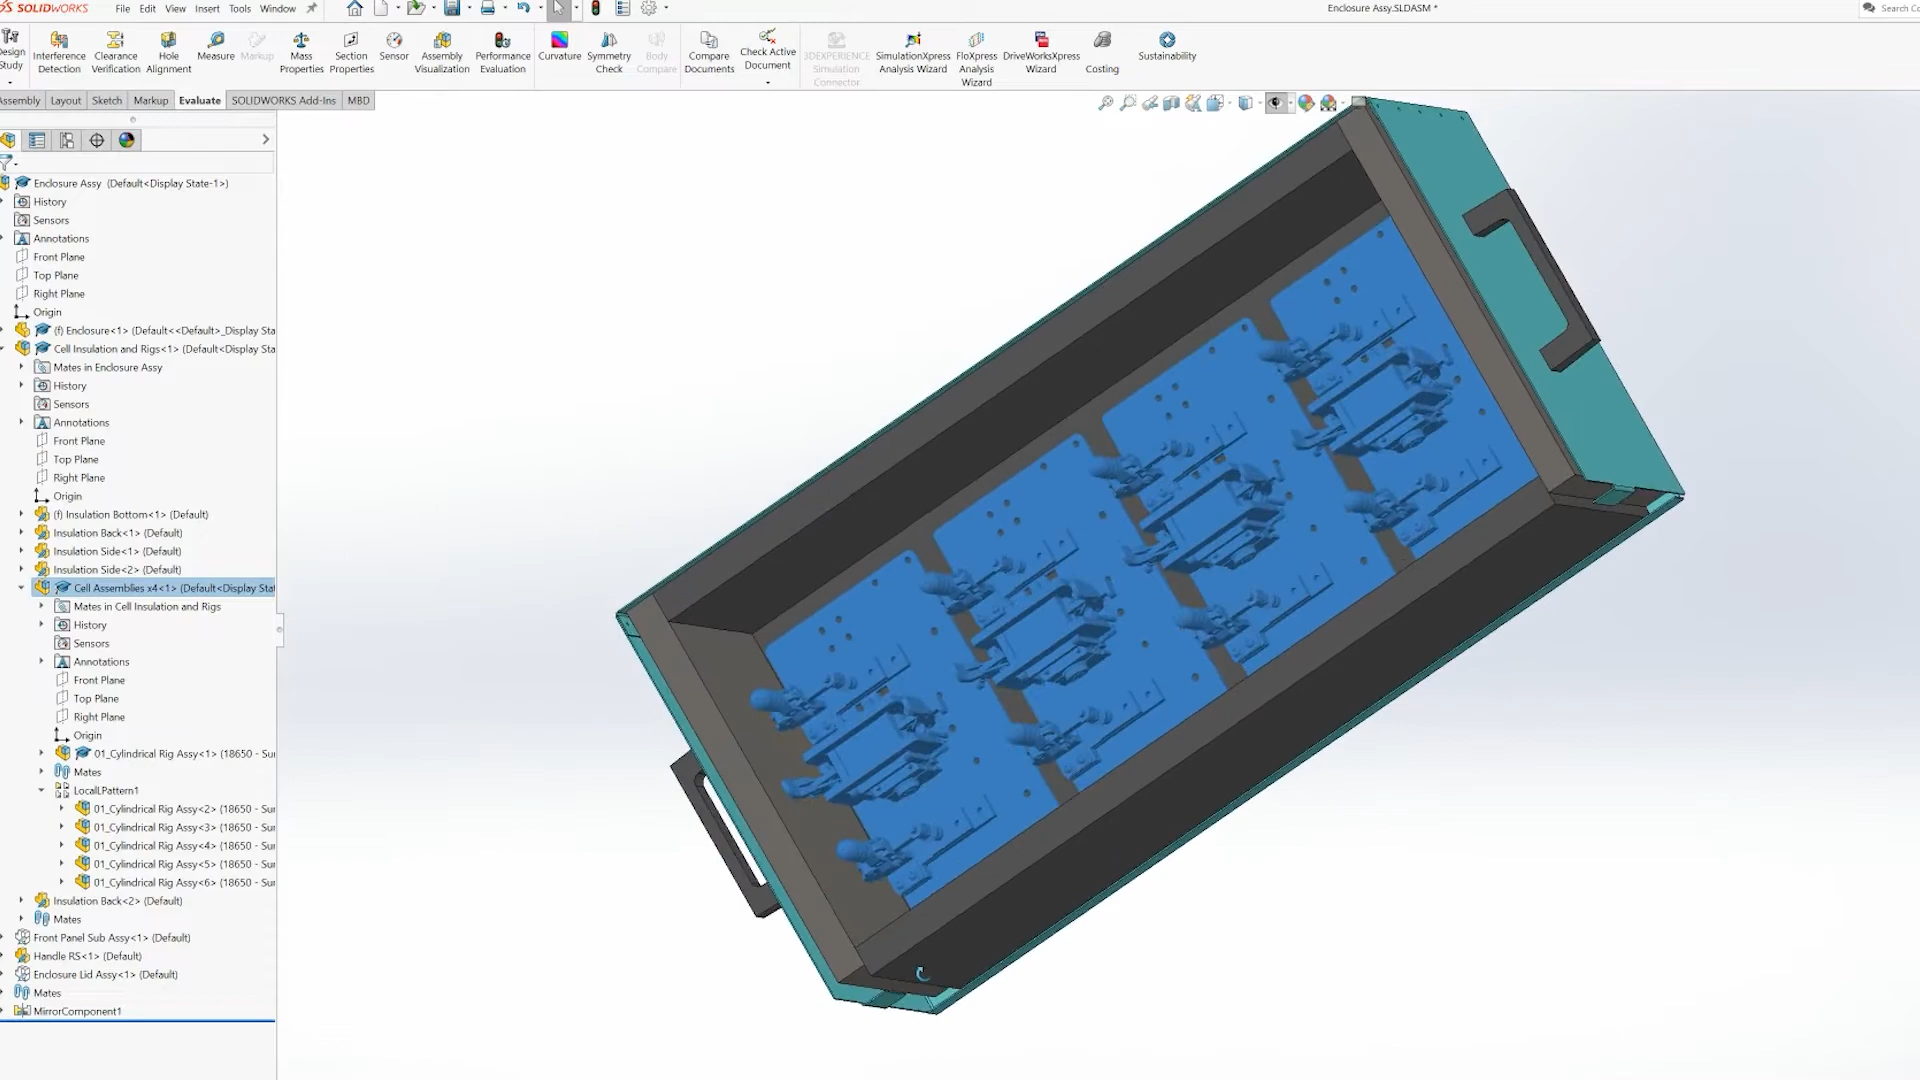 SOLIDWORKS File Edit View Insert Tools Window
Enclosure Assy.SLDASM *
Search Co
Design Study
Interference Detection
Clearance Verification
Hole Alignment
Measure
Markup
Mass Properties
Section Properties
Sensor
Assembly Visualization
Performance Evaluation
Curvature
Symmetry Check
Body Compare
Compare Documents
Check Active Document
3DEXPERIENCE Simulation Connector
SimulationXpress Analysis Wizard
FloXpress Analysis Wizard
DriveWorksXpress Wizard
Costing
Sustainability
Assembly Layout Sketch Markup Evaluate SOLIDWORKS Add-Ins MBD
Enclosure Assy (Default<Display State-1>)
History
Sensors
Annotations
Front Plane
Top Plane
Right Plane
Origin
(f) Enclosure<1> (Default<<Default>_Display Sta
Cell Insulation and Rigs<1> (Default<Display Sta
Mates in Enclosure Assy
History
Sensors
Annotations
Front Plane
Top Plane
Right Plane
Origin
(f) Insulation Bottom<1> (Default)
Insulation Back<1> (Default)
Insulation Side<1> (Default)
Insulation Side<2> (Default)
Cell Assemblies x4<1> (Default<Display Stat
Mates in Cell Insulation and Rigs
History
Sensors
Annotations
Front Plane
Top Plane
Right Plane
Origin
01_Cylindrical Rig Assy<1> (18650 - Sur
Mates
LocalLPattern1
01_Cylindrical Rig Assy<2> (18650 - Sur
01_Cylindrical Rig Assy<3> (18650 - Sur
01_Cylindrical Rig Assy<4> (18650 - Sur
01_Cylindrical Rig Assy<5> (18650 - Sur
01_Cylindrical Rig Assy<6> (18650 - Sur
Insulation Back<2> (Default)
Mates
Front Panel Sub Assy<1> (Default)
Handle RS<1> (Default)
Enclosure Lid Assy<1> (Default)
Mates
MirrorComponent1